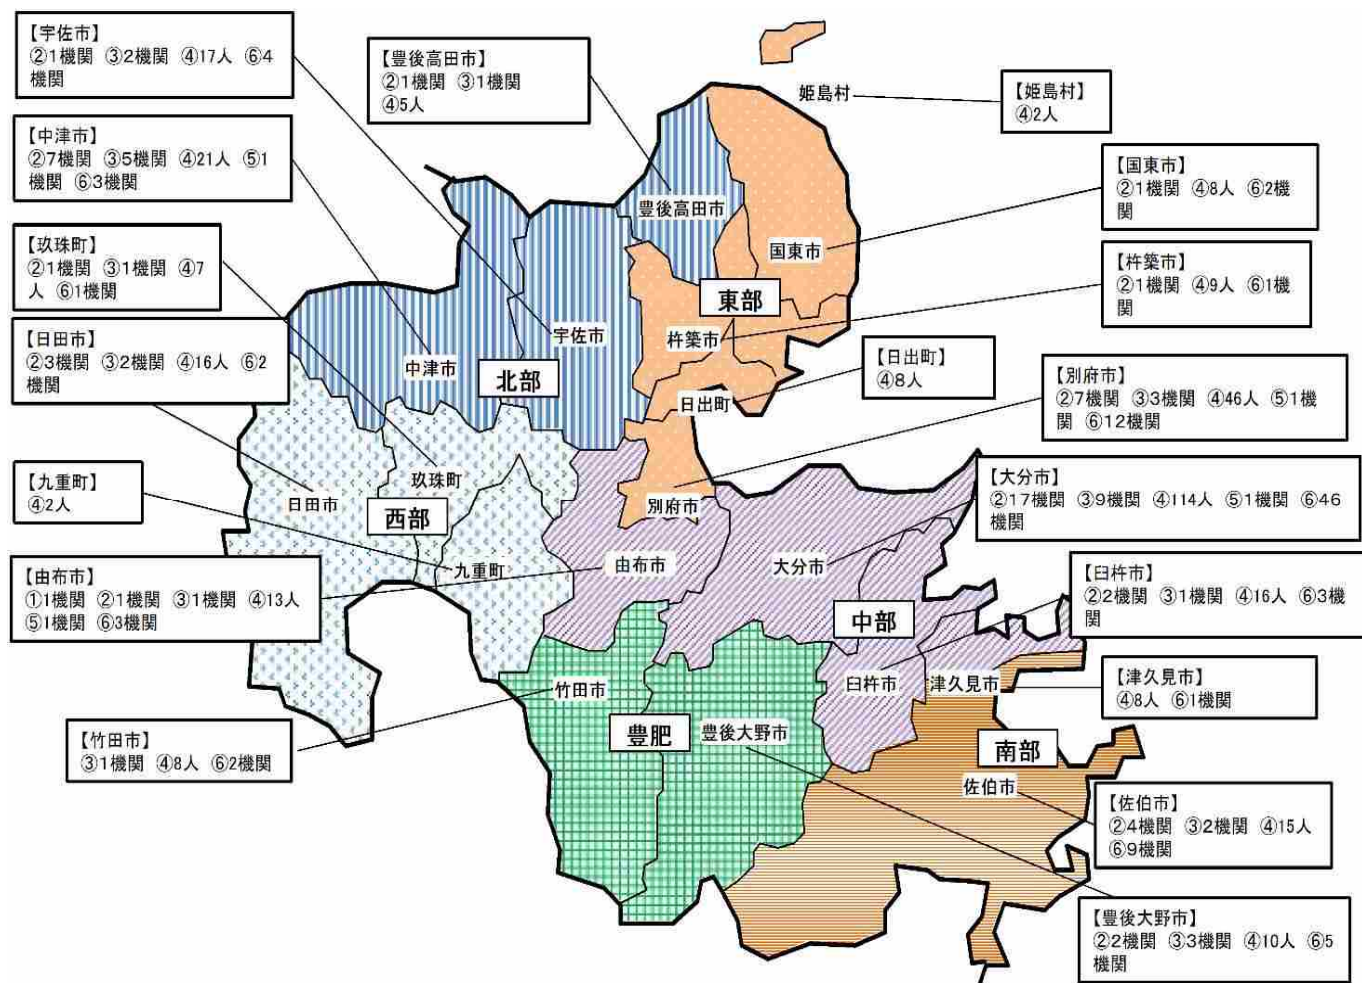 【宇佐市】
②1機関 ③2機関 ④17人 ⑥4
機関
【豊後高田市】
②1機関 ③1機関
④5人
姫島村
【姫島村】
④2人
【中津市】
②7機関 ③5機関 ④21人 ⑤1
機関 ⑥3機関
【国東市】
②1機関 ④8人 ⑥2機
関
豊後高田市
国東市
【玖珠町】
②1機関 ③1機関 ④7
人 ⑥1機関
【杵築市】
②1機関 ④9人 ⑥1機
関
東部
【日田市】
②3機関 ③2機関 ④16人 ⑥2
機関
宇佐市
杵築市
中津市
北部
日出町
【日出町】
④8人
【別府市】
②7機関 ③3機関 ④46人 ⑤1機
関 ⑥12機関
【九重町】
④2人
玖珠町
日田市
西部
別府市
【大分市】
②17機関 ③9機関 ④114人 ⑤1機関 ⑥46
機関
九重町
由布市
大分市
【由布市】
①1機関 ②1機関 ③1機関 ④13人
⑤1機関 ⑥3機関
【臼杵市】
②2機関 ③1機関 ④16人 ⑥3機
関
中部
竹田市
臼杵市
津久見市
【津久見市】
④8人 ⑥1機関
【竹田市】
③1機関 ④8人 ⑥2機関
豊肥
豊後大野市
南部
佐伯市
【佐伯市】
②4機関 ③2機関 ④15人
⑥9機関
【豊後大野市】
②2機関 ③3機関 ④10人 ⑥5
機関